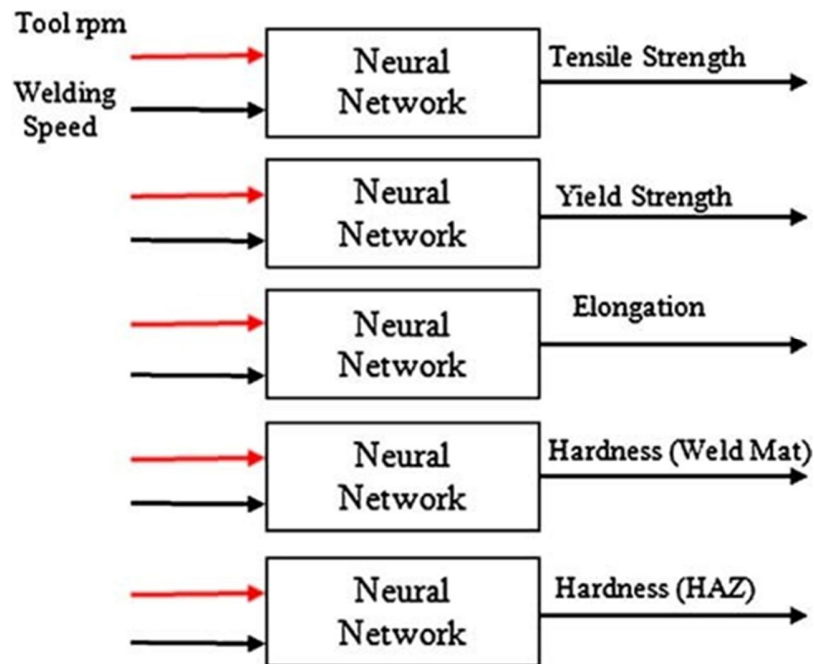 Tool rpm
Welding
Speed
Neural
Network
Tensile Strength
Neural
Network
Yield Strength
Neural
Network
Elongation
Neural
Network
Hardness (Weld Mat)
Neural
Network
Hardness (HAZ)